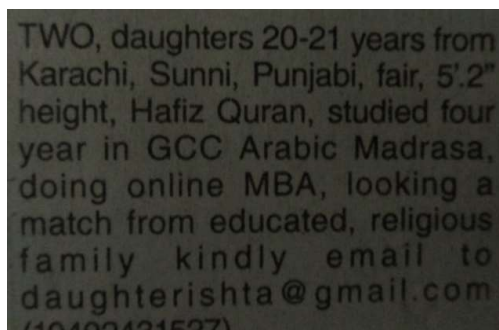 TWO, daughters 20-21 years from
Karachi, Sunni, Punjabi, fair, 5'.2"
height, Hafiz Quran, studied four
year in GCC Arabic Madrasa,
doing online MBA, looking a
match from educated, religious
family kindly email to
daughterishta@gmail.com